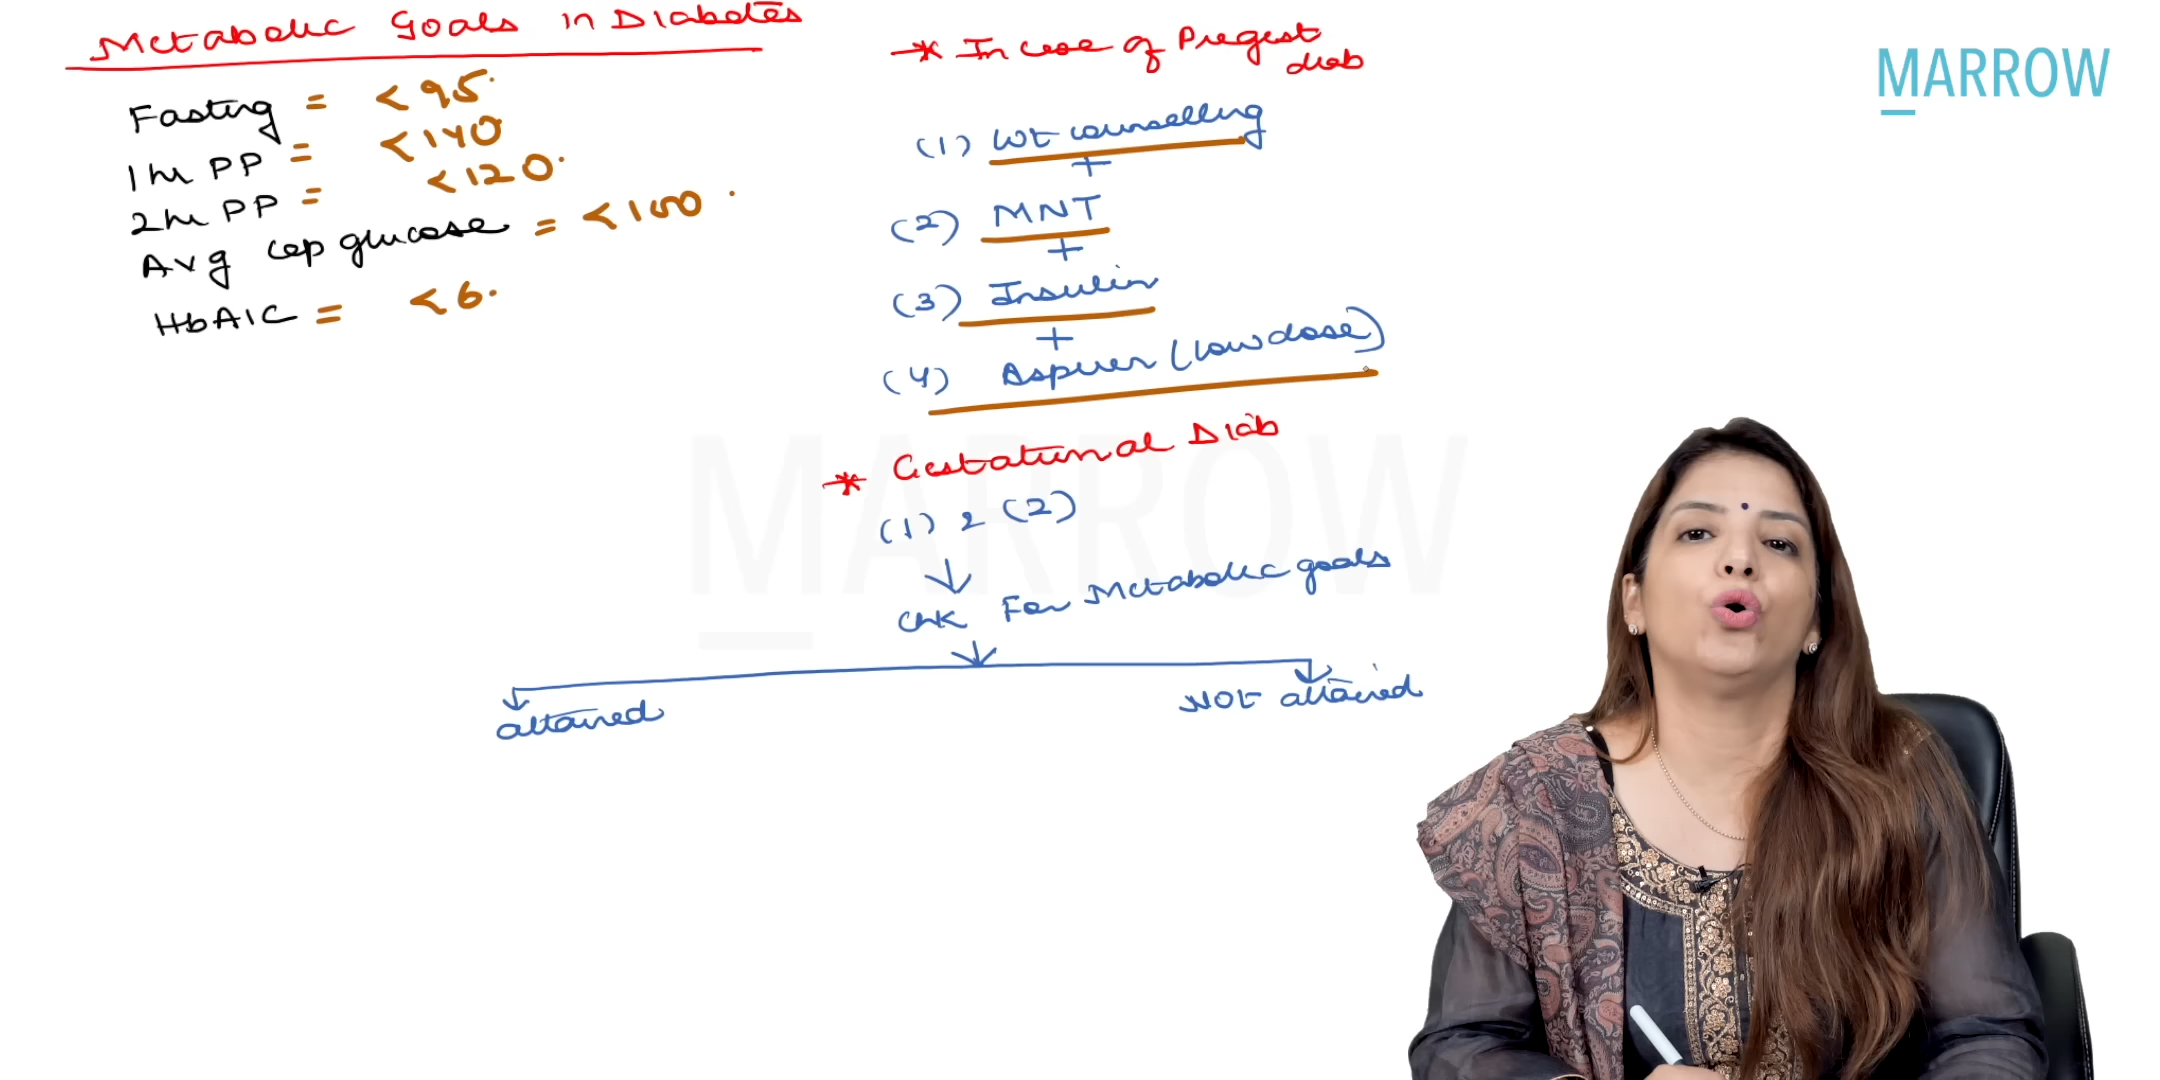 Metabolic Goals in Diabetes
Fasting = < 95.
1hr PP = < 140
2hr PP = < 120.
Avg cap glucose = < 100.
HbA1C = < 6.
* In case of Pregest
diab
(1) Wt counselling
+
(2) MNT
+
(3) Insulin
+
(4) Aspirin (low dose)
* Gestational Diab
(1) & (2)
Chk For Metabolic goals
attained
NOT attained
MARROW
MARROW